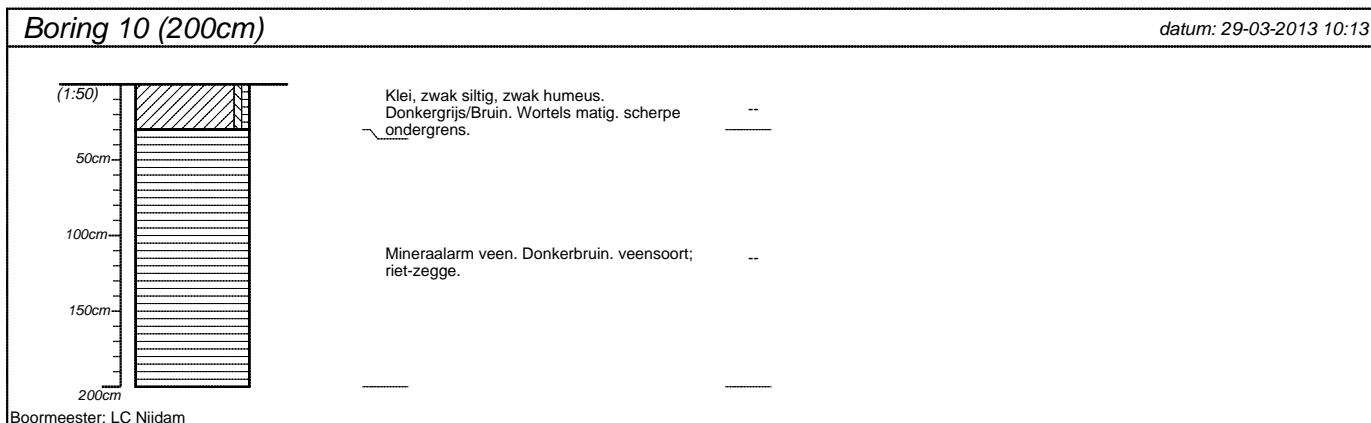 Boring 10 (200cm)
datum: 29-03-2013 10:13
(1:50)
Klei, zwak siltig, zwak humeus.
Donkergrijs/Bruin. Wortels matig. scherpe
ondergrens.
--
50cm
100cm
Mineraalarm veen. Donkerbruin. veensoort;
riet-zegge.
--
150cm
200cm
Boormeester: LC Nijdam